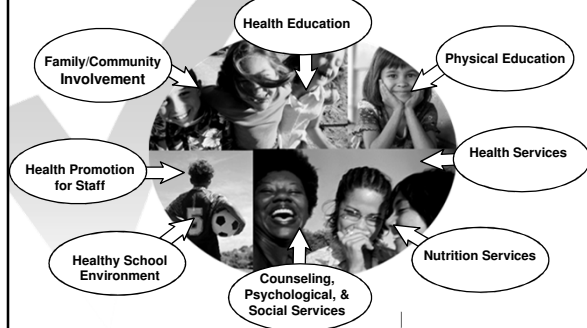 Health Education
Family/Community
Involvement
Physical Education
Health Promotion
for Staff
Health Services
Healthy School
Environment
Nutrition Services
Counseling,
Psychological, &
Social Services
50